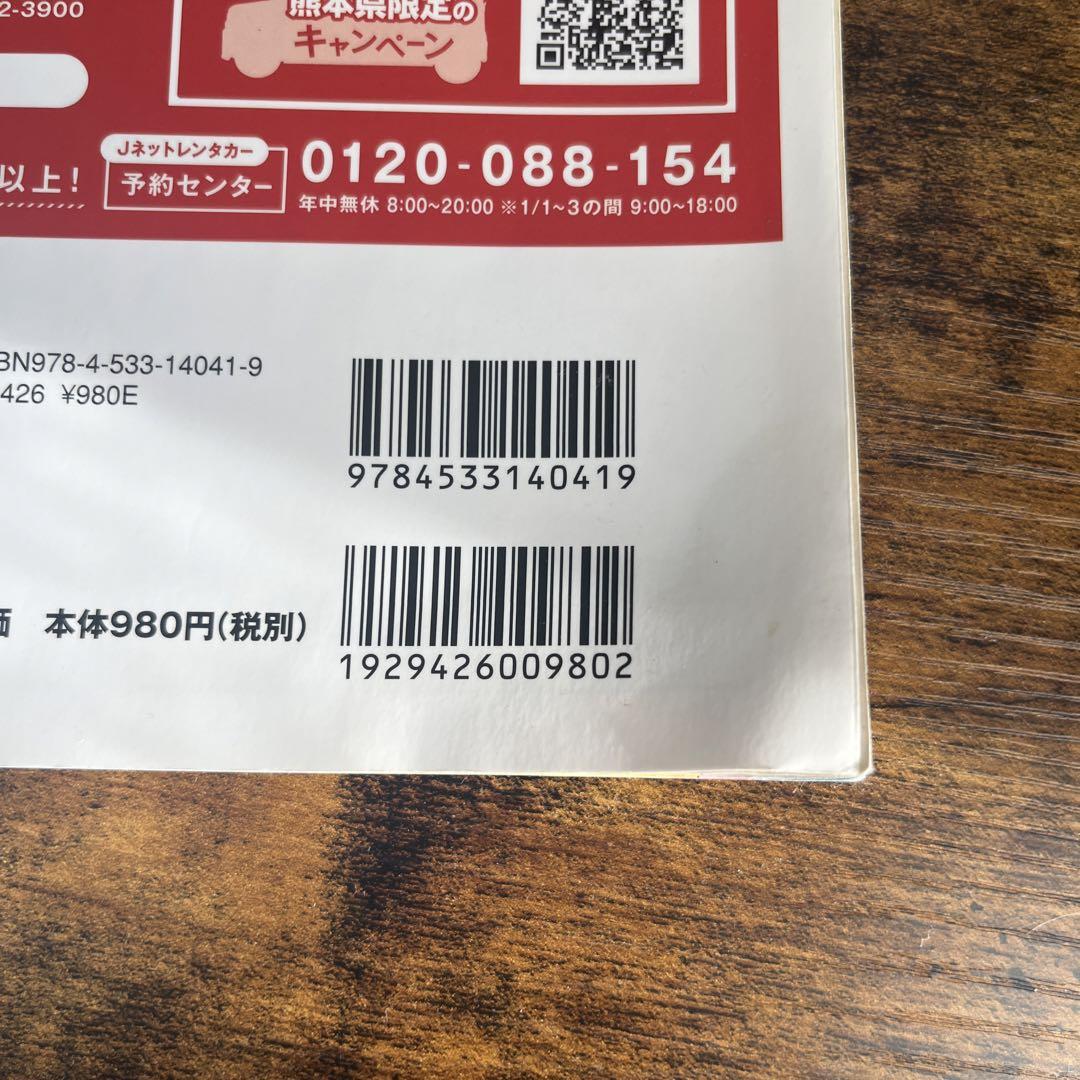 2-3900
熊本県限定の
キャンペーン
以上!
Jネットレンタカー
予約センター
0120-088-154
年中無休 8:00~20:00 ※1/1~3の間 9:00~18:00
BN978-4-533-14041-9
426 ¥980E
9784533140419
価 本体980円(税別)
1929426009802